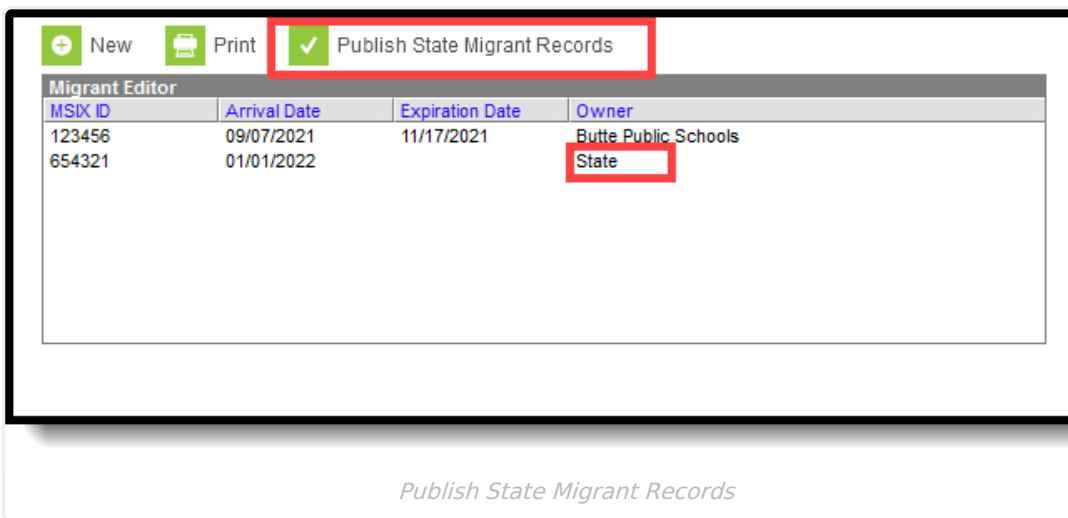 New Print Publish State Migrant Records
Migrant Editor
MSIX ID Arrival Date Expiration Date Owner
123456 09/07/2021 11/17/2021 Butte Public Schools
654321 01/01/2022 State
Publish State Migrant Records